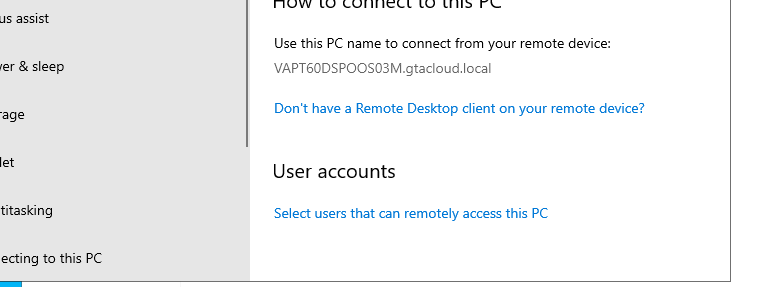 How to connect to this PC
us assist
Use this PC name to connect from your remote device:
er & sleep
VAPT60DSPOOS03M.gtacloud.local
rage
Don't have a Remote Desktop client on your remote device?
let
User accounts
titasking
Select users that can remotely access this PC
ecting to this PC